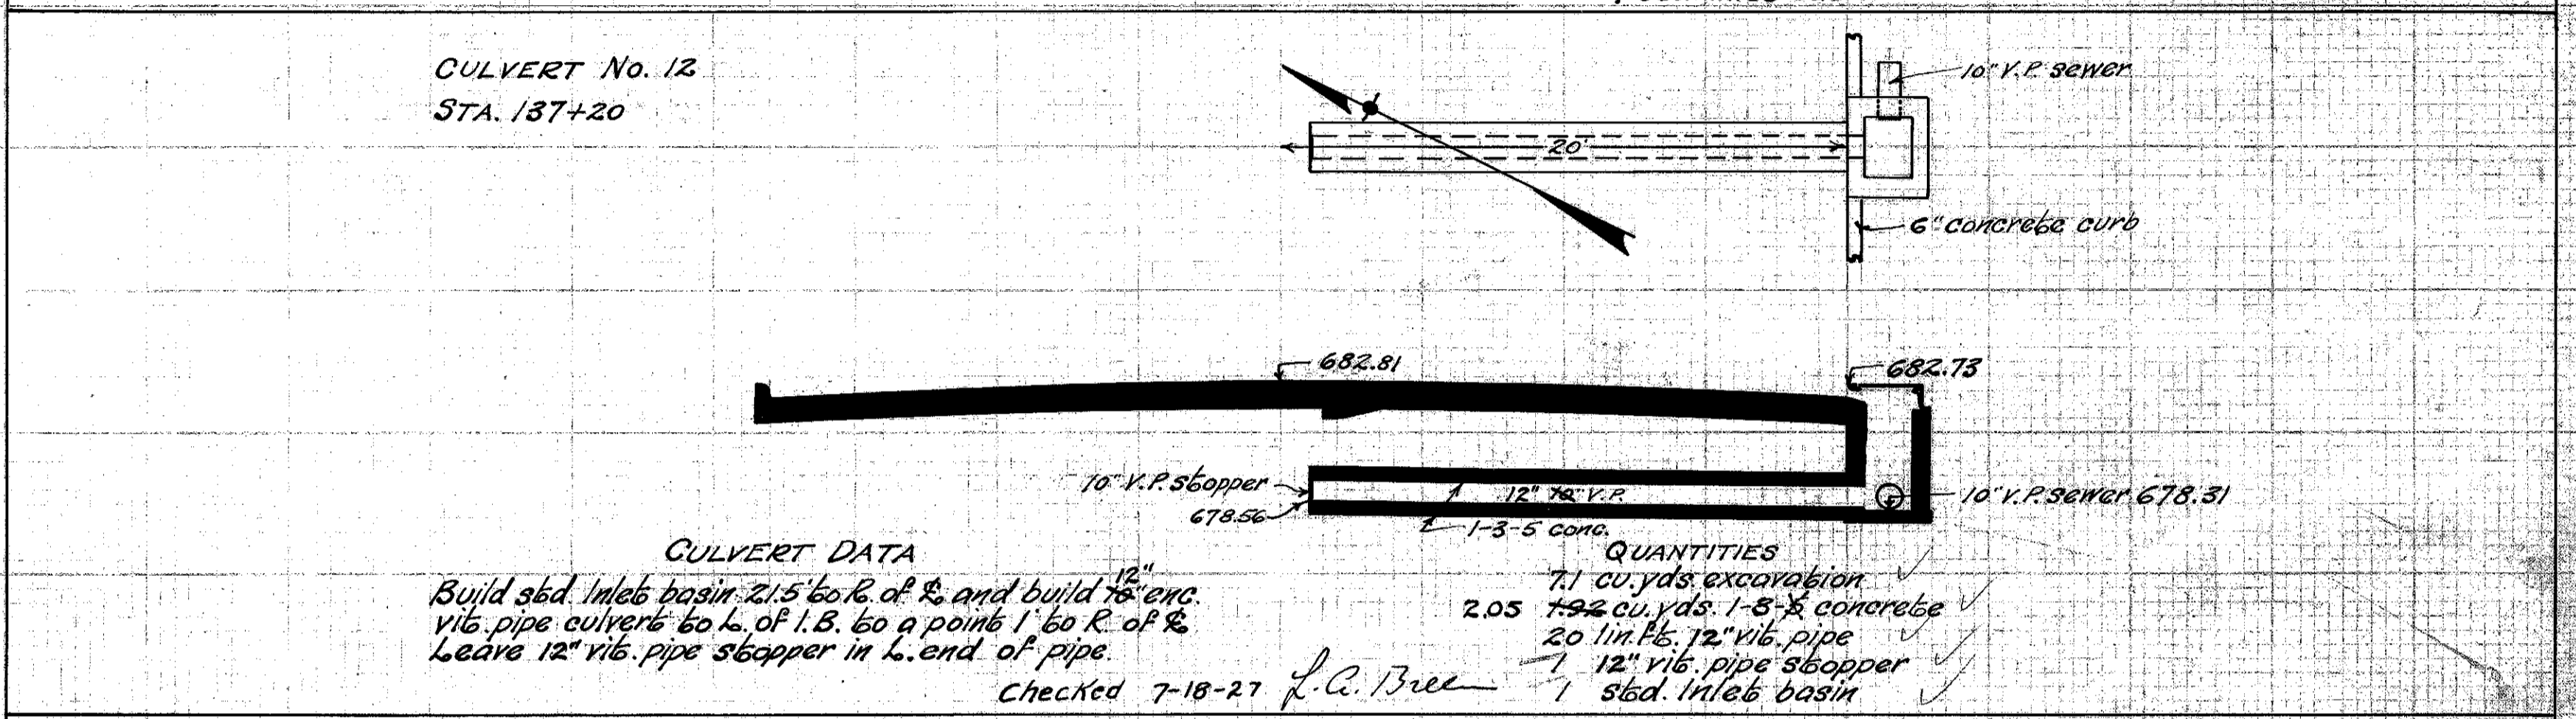 CULVERT No. 12
STA. 137+20
10" V.P. sewer
20'
6" concrete curb
682.81
682.73
10" V.P. stopper
12" 10" V.P.
10" V.P. sewer 678.31
678.56
1-3-5 conc.
CULVERT DATA
Build std. Inlet basin 21.5' to R. of ℄ and build 12" 10" enc.
vit. pipe culvert to L. of I.B. to a point 1' to R. of ℄
Leave 12" vit. pipe stopper in L. end of pipe.
Checked 7-18-27 L.A. Breen
QUANTITIES
7.1 cu. yds. excavation
2.05 1.92 cu. yds. 1-3-5 concrete
20 lin. ft. 12" vit. pipe
1 12" vit. pipe stopper
1 std. Inlet basin